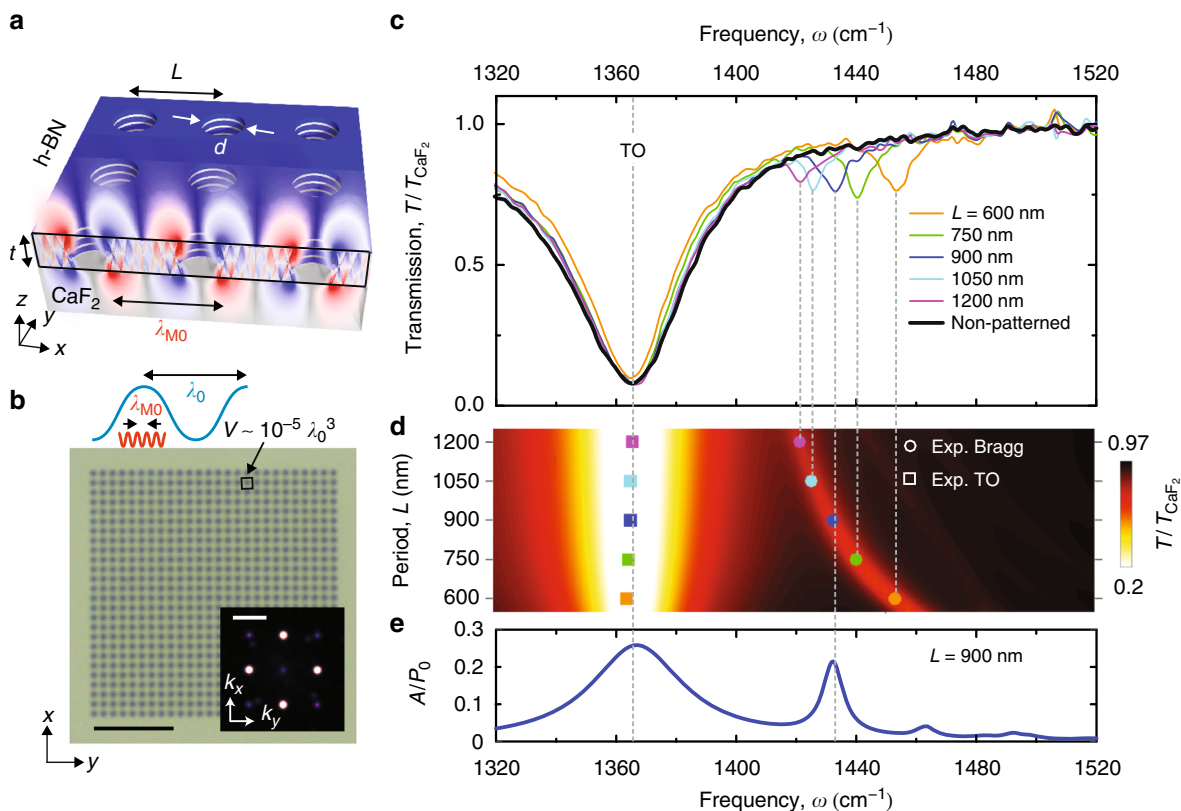 a
L
d
h-BN
t
CaF2
z
y
x
λM0
b
λ0
λM0
V ~ 10−5 λ03
kx
ky
x
y
c
Frequency, ω (cm−1)
1320 1360 1400 1440 1480 1520
Transmission, T/TCaF2
1.0
0.5
0.0
TO
L = 600 nm
750 nm
900 nm
1050 nm
1200 nm
Non-patterned
d
Period, L (nm)
1200
1050
900
750
600
Exp. Bragg
Exp. TO
0.97
0.2
T/TCaF2
e
A/P0
0.3
0.2
0.1
0.0
L = 900 nm
1320 1360 1400 1440 1480 1520
Frequency, ω (cm−1)